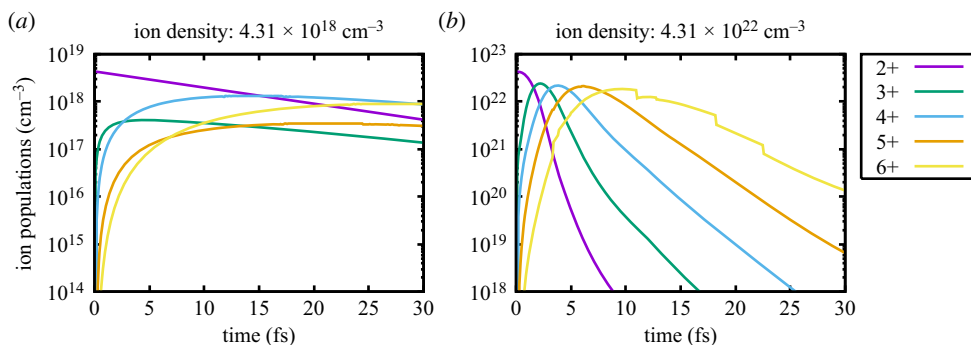 (a)
ion density: 4.31 × 10¹⁸ cm⁻³
ion populations (cm⁻³)
10¹⁹
10¹⁸
10¹⁷
10¹⁶
10¹⁵
10¹⁴
0 5 10 15 20 25 30
time (fs)
(b)
ion density: 4.31 × 10²² cm⁻³
10²³
10²²
10²¹
10²⁰
10¹⁹
10¹⁸
0 5 10 15 20 25 30
time (fs)
2+
3+
4+
5+
6+